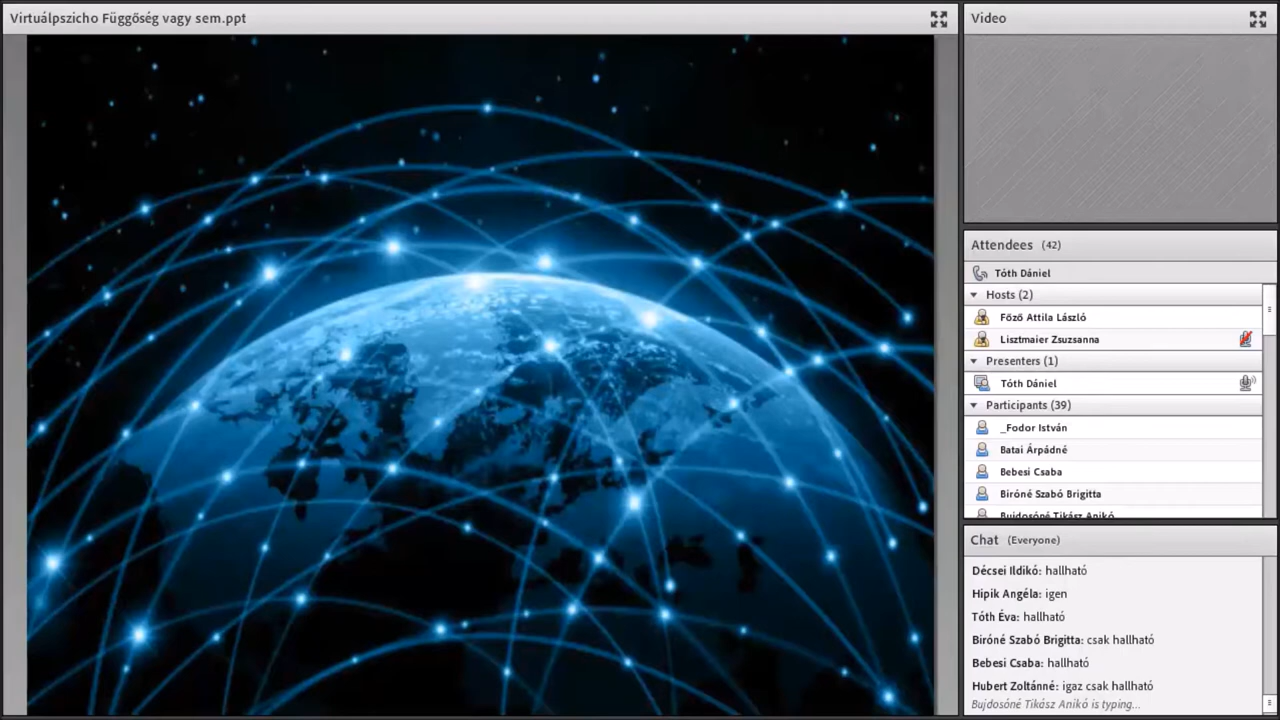 Virtuálpszicho Függőség vagy sem.ppt
Video
Attendees (42)
Tóth Dániel
Hosts (2)
Főző Attila László
Lisztmaier Zsuzsanna
Presenters (1)
Tóth Dániel
Participants (39)
_Fodor István
Batai Árpádné
Bebesi Csaba
Biróné Szabó Brigitta
Bujdosóné Tikász Anikó
Chat (Everyone)
Décsei Ildikó: hallható
Hipik Angéla: igen
Tóth Éva: hallható
Biróné Szabó Brigitta: csak hallható
Bebesi Csaba: hallható
Hubert Zoltánné: igaz csak hallható
Bujdosóné Tikász Anikó is typing...